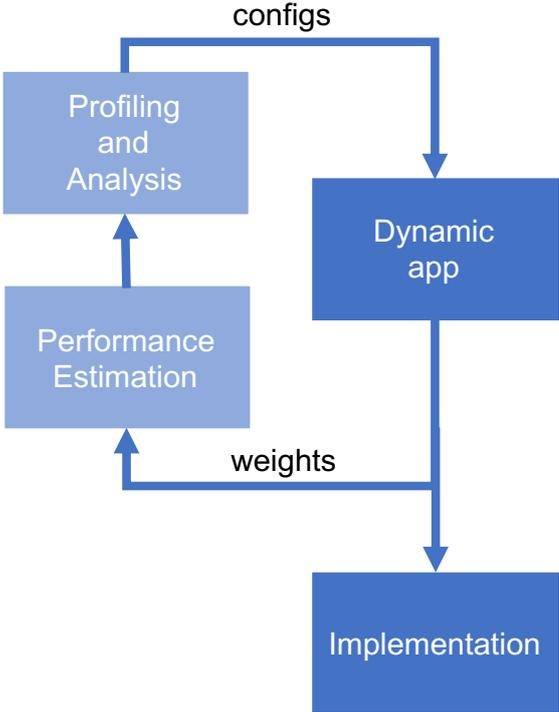 configs
Profiling
and
Analysis
Dynamic
app
Performance
Estimation
weights
Implementation